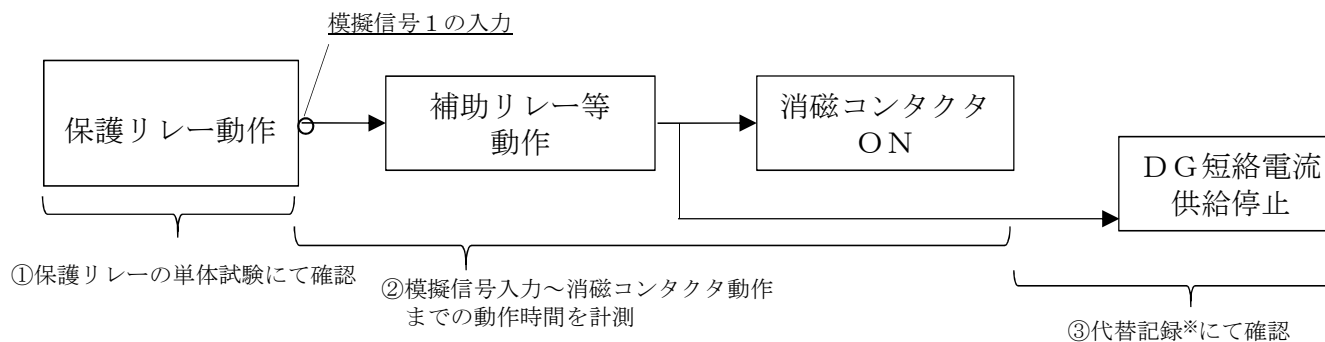 模擬信号１の入力
保護リレー動作
補助リレー等
動作
消磁コンタクタ
ＯＮ
ＤＧ短絡電流
供給停止
①保護リレーの単体試験にて確認
②模擬信号入力～消磁コンタクタ動作
までの動作時間を計測
③代替記録※にて確認